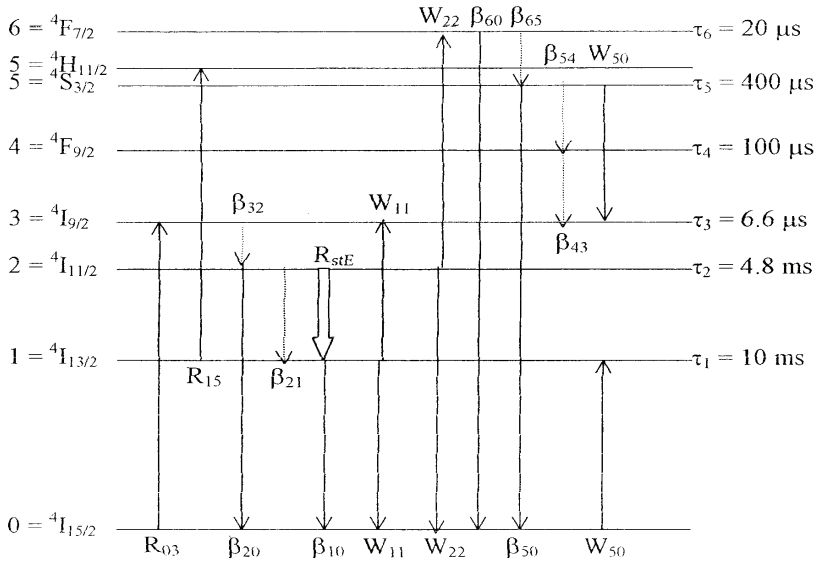 6 = ⁴F₇/₂ W₂₂ β₆₀ β₆₅ τ₆ = 20 μs
5 = ⁴H₁₁/₂ β₅₄ W₅₀
5 = ⁴S₃/₂ τ₅ = 400 μs
4 = ⁴F₉/₂ τ₄ = 100 μs
3 = ⁴I₉/₂ β₃₂ W₁₁ τ₃ = 6.6 μs
β₄₃
2 = ⁴I₁₁/₂ R_stE τ₂ = 4.8 ms
1 = ⁴I₁₃/₂ τ₁ = 10 ms
R₁₅ β₂₁
0 = ⁴I₁₅/₂
R₀₃ β₂₀ β₁₀ W₁₁ W₂₂ β₅₀ W₅₀